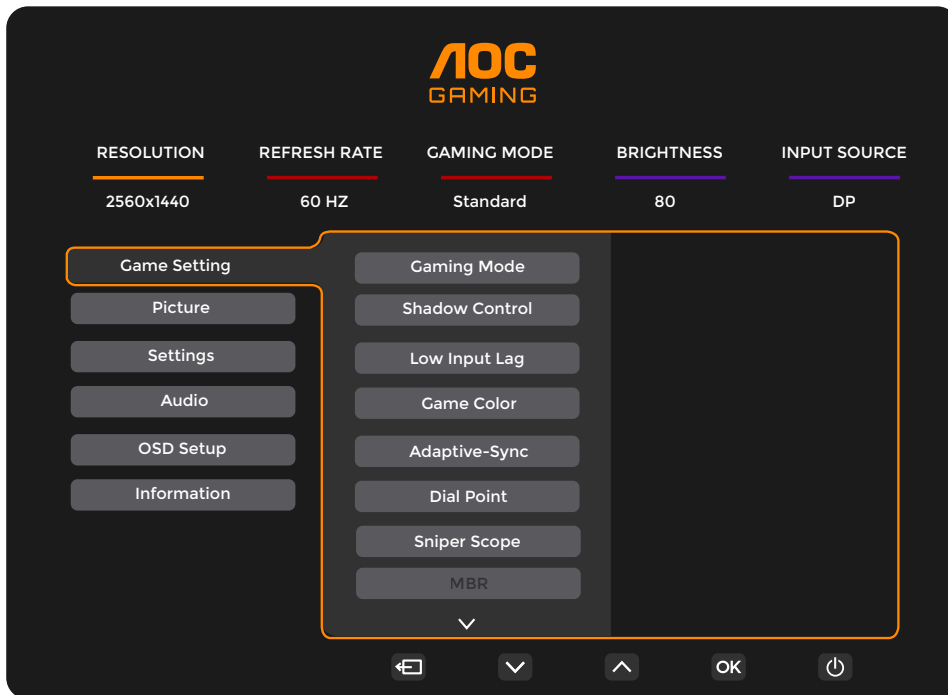 AOC
GAMING
RESOLUTION REFRESH RATE GAMING MODE BRIGHTNESS INPUT SOURCE
2560x1440 60 HZ Standard 80 DP
Game Setting Gaming Mode
Picture Shadow Control
Settings Low Input Lag
Audio Game Color
OSD Setup Adaptive-Sync
Information Dial Point
Sniper Scope
MBR
OK